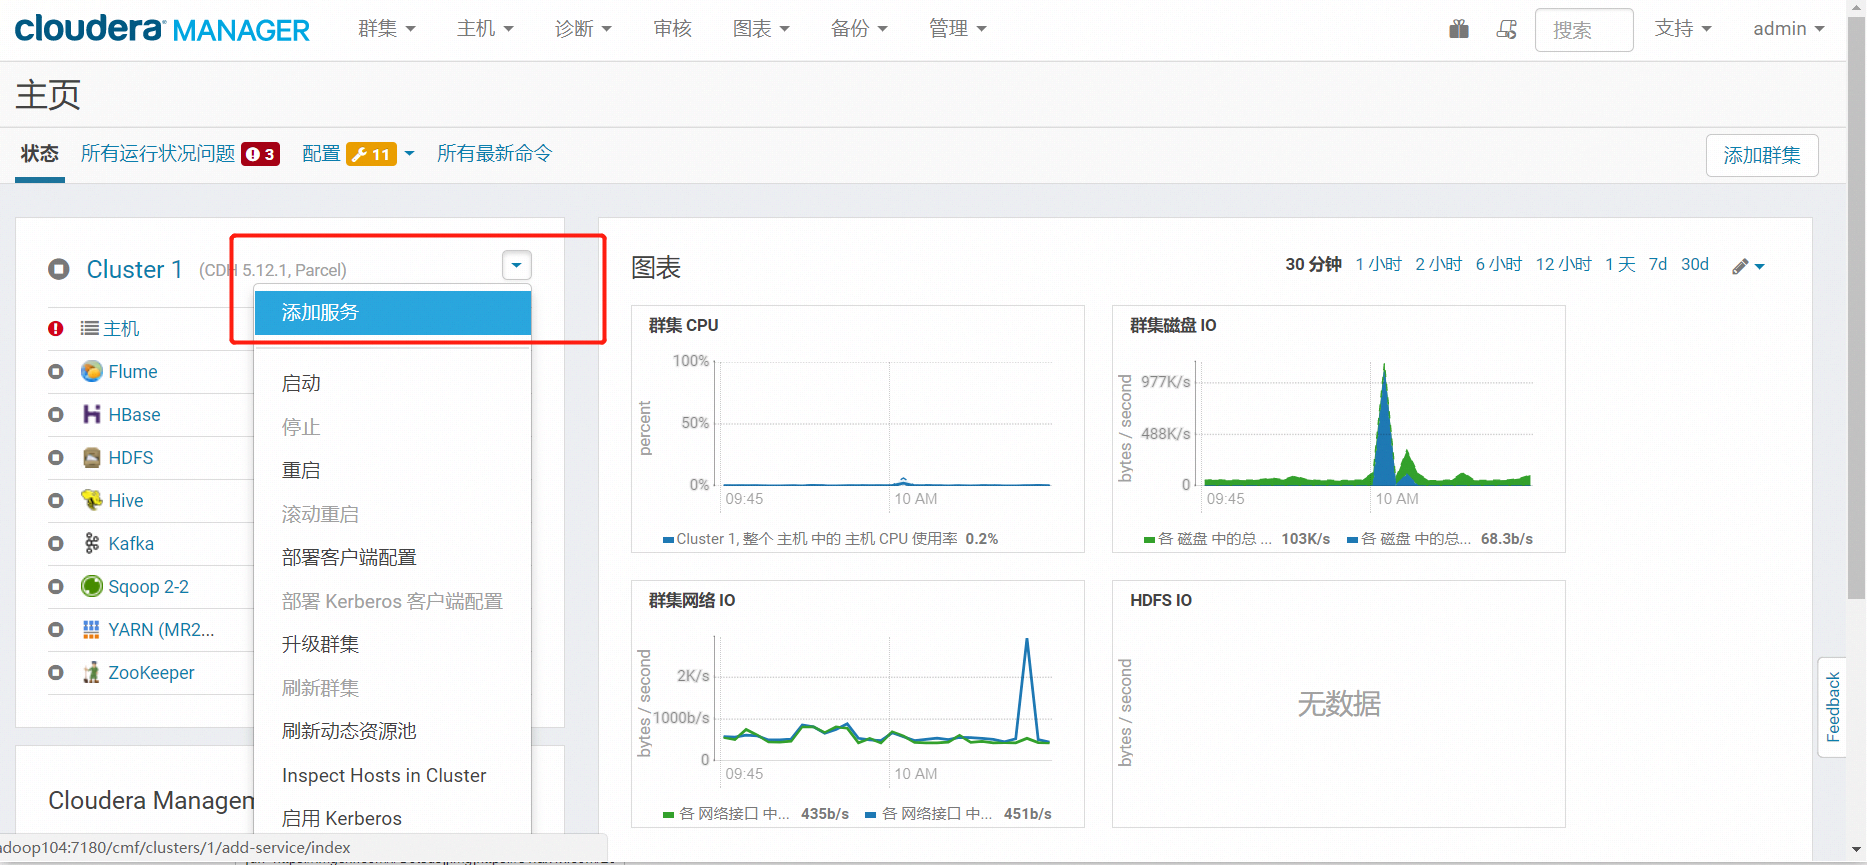 cloudera MANAGER 群集 主机 诊断 审核 图表 备份 管理 搜索 支持 admin
主页
状态 所有运行状况问题 3 配置 11 所有最新命令 添加群集
Cluster 1 (CDH 5.12.1, Parcel)
添加服务
主机
Flume
HBase
HDFS
Hive
Kafka
Sqoop 2-2
YARN (MR2...
ZooKeeper
启动
停止
重启
滚动重启
部署客户端配置
部署 Kerberos 客户端配置
升级群集
刷新群集
刷新动态资源池
Inspect Hosts in Cluster
启用 Kerberos
Cloudera Managem
adoop104:7180/cmf/clusters/1/add-service/index
图表 30 分钟 1 小时 2 小时 6 小时 12 小时 1 天 7d 30d
群集 CPU
percent
100%
50%
0%
09:45 10 AM
Cluster 1, 整个 主机 中的 主机 CPU 使用率 0.2%
群集磁盘 IO
bytes / second
977K/s
488K/s
0
09:45 10 AM
各 磁盘 中的总 ... 103K/s 各 磁盘 中的总... 68.3b/s
群集网络 IO
bytes / second
2K/s
1000b/s
0
09:45 10 AM
各 网络接口 中... 435b/s 各 网络接口 中... 451b/s
HDFS IO
bytes / second
无数据
Feedback